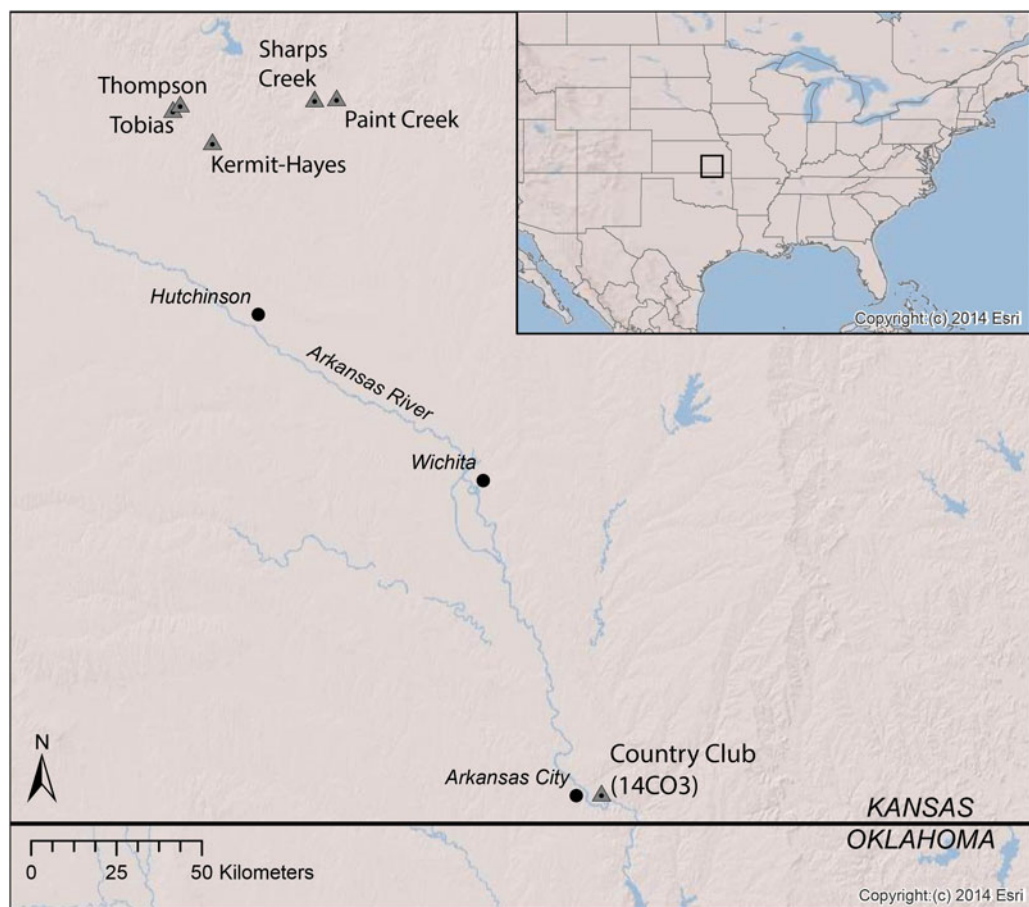 Sharps
Creek
Thompson
Tobias
Paint Creek
Kermit-Hayes
Copyright:(c) 2014 Esri
Hutchinson
Arkansas River
Wichita
N
Arkansas City
Country Club
(14CO3)
KANSAS
OKLAHOMA
0 25 50 Kilometers
Copyright:(c) 2014 Esri